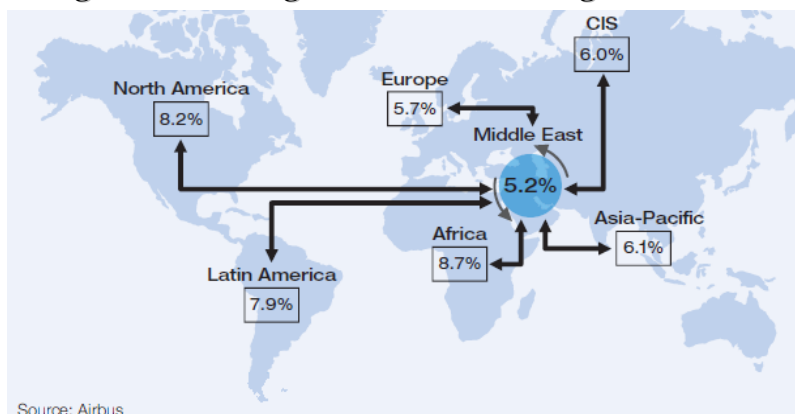 CIS
6.0%
North America
8.2%
Europe
5.7%
Middle East
5.2%
Asia-Pacific
6.1%
Africa
8.7%
Latin America
7.9%
Source: Airbus